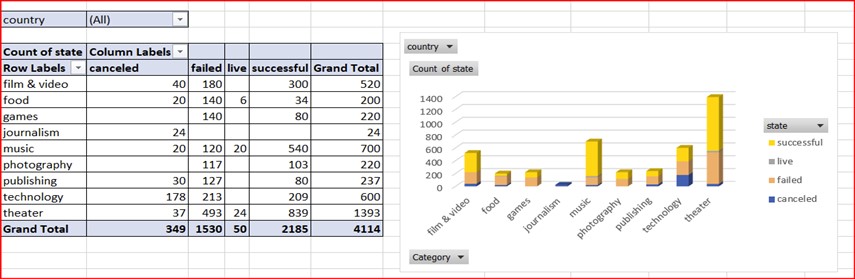 country (All)
Count of state Column Labels
Row Labels canceled failed live successful Grand Total
film & video 40 180 300 520
food 20 140 6 34 200
games 140 80 220
journalism 24 24
music 20 120 20 540 700
photography 117 103 220
publishing 30 127 80 237
technology 178 213 209 600
theater 37 493 24 839 1393
Grand Total 349 1530 50 2185 4114
country
Count of state
1400
1200
1000
800
600
400
200
0
film & video
food
games
journalism
music
photography
publishing
technology
theater
state
successful
live
failed
canceled
Category